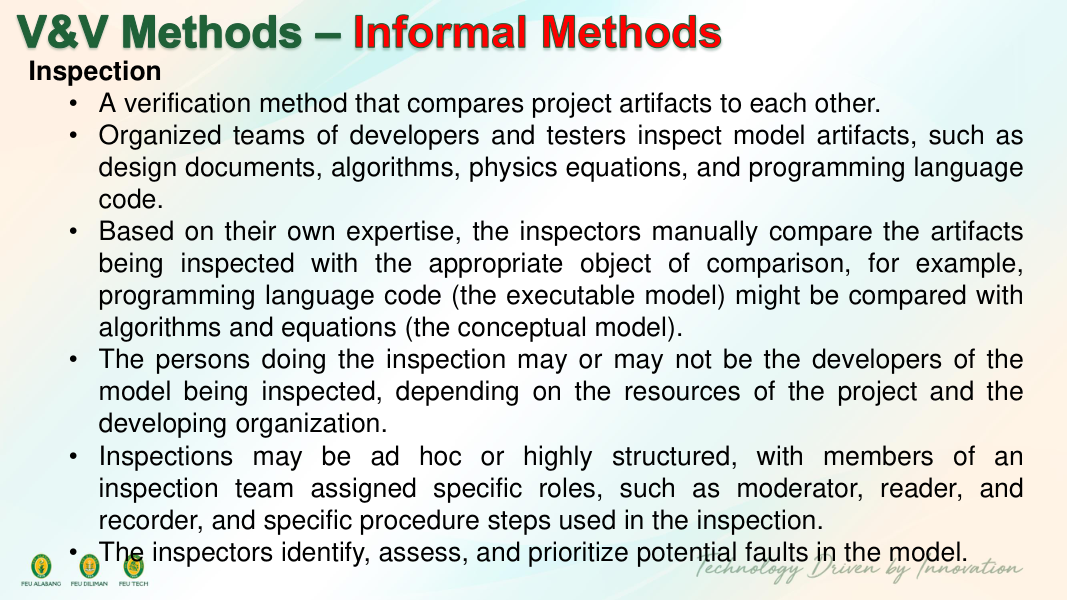 V&V Methods – Informal Methods
Inspection
• A verification method that compares project artifacts to each other.
• Organized teams of developers and testers inspect model artifacts, such as
design documents, algorithms, physics equations, and programming language
code.
• Based on their own expertise, the inspectors manually compare the artifacts
being inspected with the appropriate object of comparison, for example,
programming language code (the executable model) might be compared with
algorithms and equations (the conceptual model).
• The persons doing the inspection may or may not be the developers of the
model being inspected, depending on the resources of the project and the
developing organization.
• Inspections may be ad hoc or highly structured, with members of an
inspection team assigned specific roles, such as moderator, reader, and
recorder, and specific procedure steps used in the inspection.
• The inspectors identify, assess, and prioritize potential faults in the model.
Technology Driven by Innovation
FEU ALABANG FEU DILIMAN FEU TECH